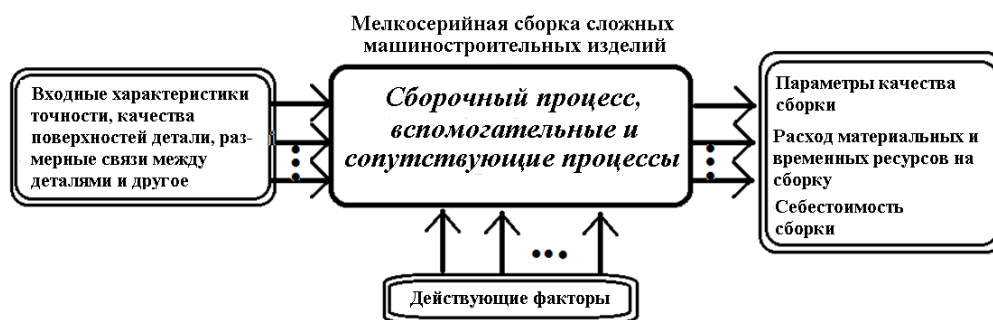 Мелкосерийная сборка сложных
машиностроительных изделий
Входные характеристики
точности, качества
поверхностей детали, раз-
мерные связи между
деталями и другое
Сборочный процесс,
вспомогательные и
сопутствующие процессы
Параметры качества
сборки
Расход материальных и
временных ресурсов на
сборку
Себестоимость
сборки
Действующие факторы